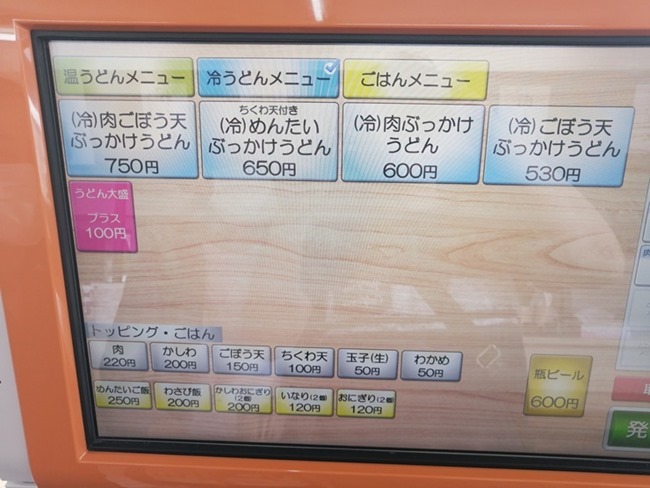 温うどんメニュー
冷うどんメニュー
ごはんメニュー
(冷)肉ごぼう天
ぶっかけうどん
750円
ちくわ天付き
(冷)めんたい
ぶっかけうどん
650円
(冷)肉ぶっかけ
うどん
600円
(冷)ごぼう天
ぶっかけうどん
530円
うどん大盛
プラス
100円
トッピング・ごはん
肉
220円
かしわ
200円
ごぼう天
150円
ちくわ天
100円
玉子(生)
50円
わかめ
50円
めんたいご飯
250円
わさび飯
200円
かしわおにぎり
(2個)
200円
いなり(2個)
120円
おにぎり(2個)
120円
瓶ビール
600円
発